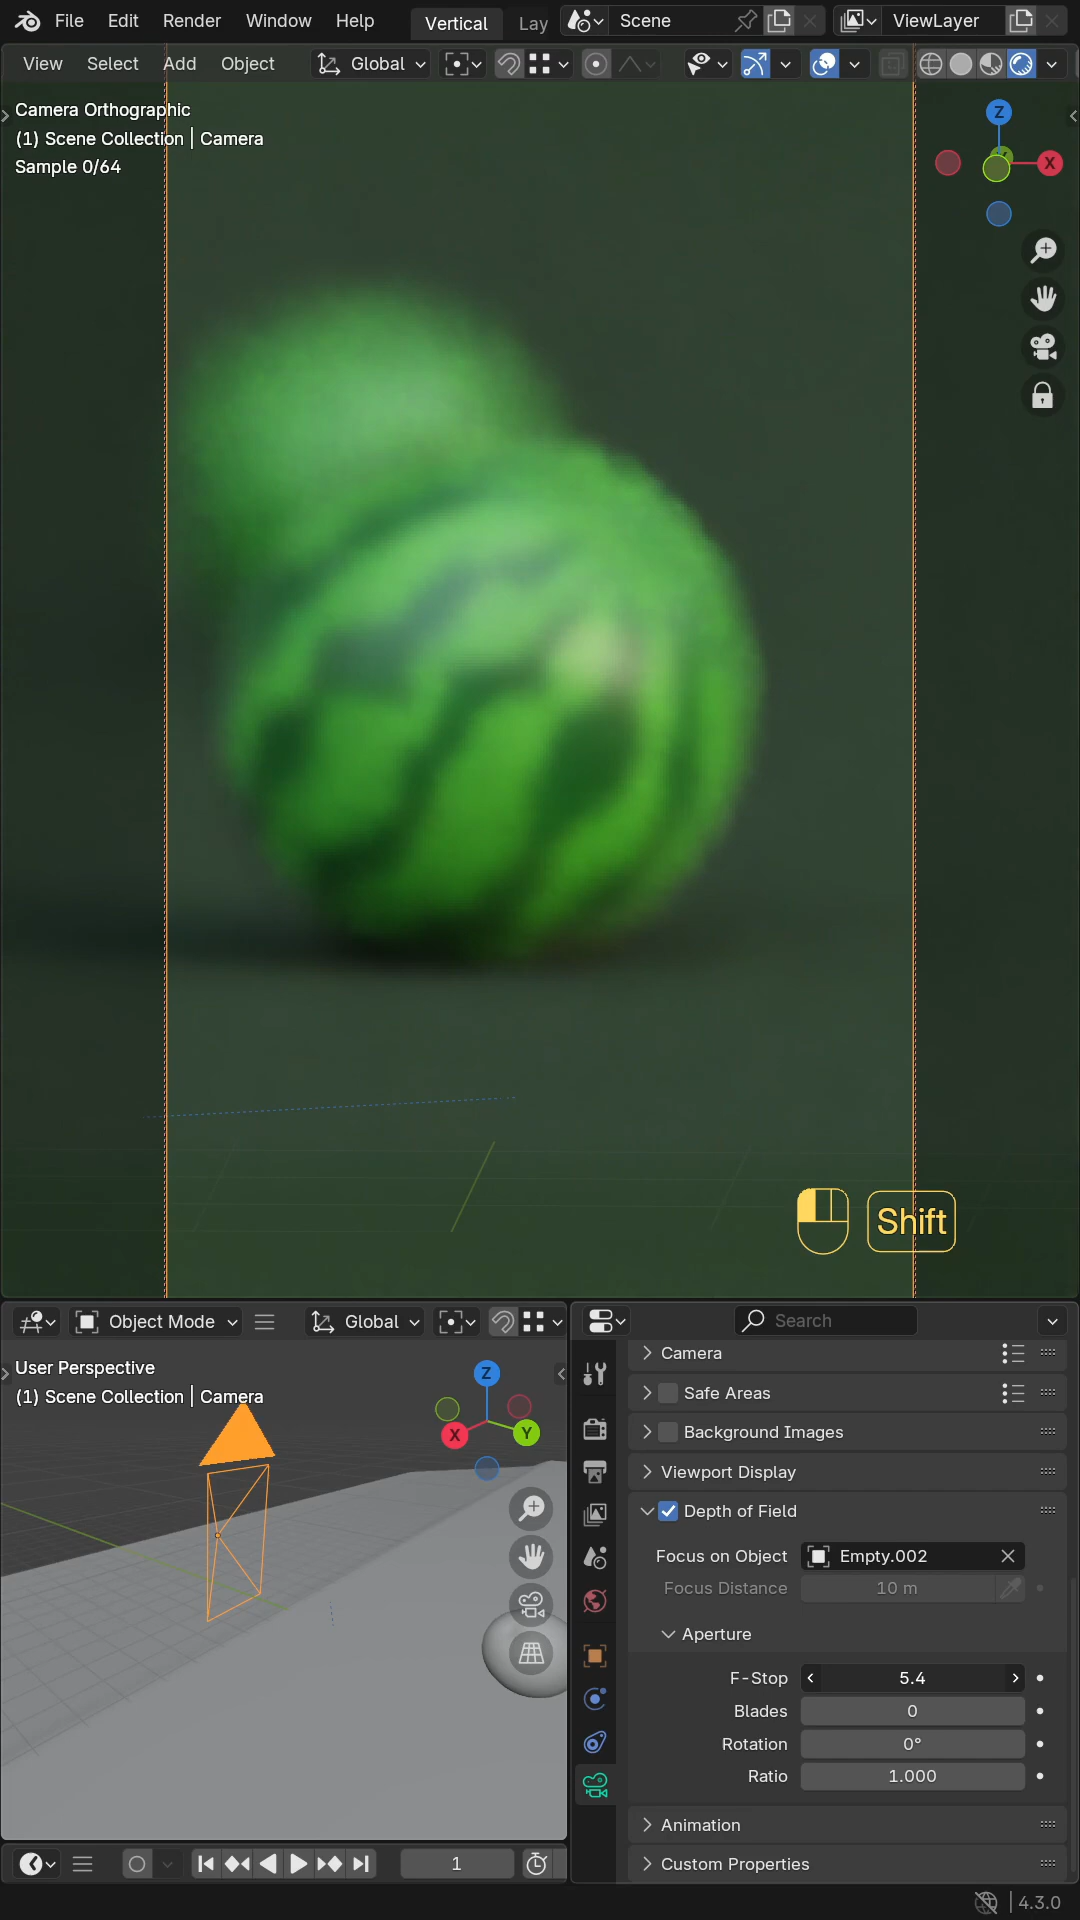 File Edit Render Window Help Vertical Lay Scene ViewLayer
View Select Add Object Global
Camera Orthographic
(1) Scene Collection | Camera
Sample 0/64
Z
X
Shift
Object Mode Global Search
User Perspective
(1) Scene Collection | Camera
Z
X
Y
Camera
Safe Areas
Background Images
Viewport Display
Depth of Field
Focus on Object Empty.002
Focus Distance 10 m
Aperture
F-Stop 5.4
Blades 0
Rotation 0°
Ratio 1.000
Animation
Custom Properties
1
4.3.0